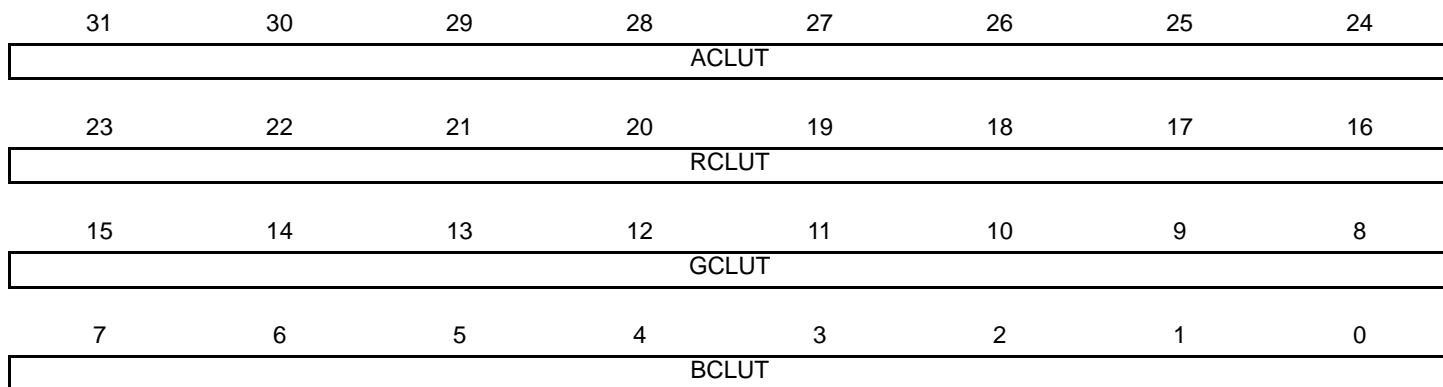 31 30 29 28 27 26 25 24
ACLUT
23 22 21 20 19 18 17 16
RCLUT
15 14 13 12 11 10 9 8
GCLUT
7 6 5 4 3 2 1 0
BCLUT